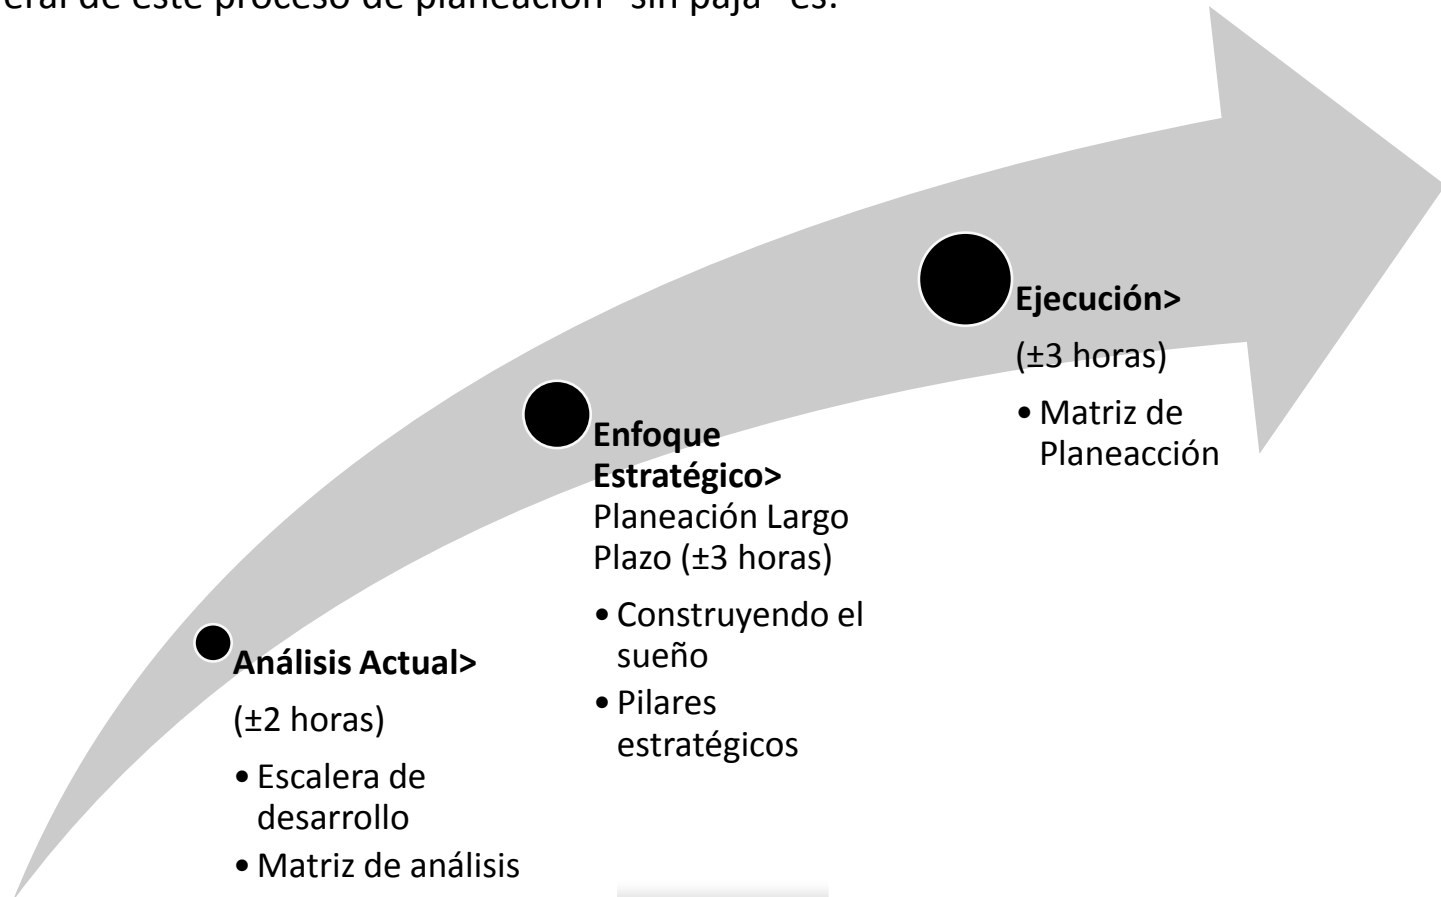 de este proceso de planeación "sin paja" es:
Análisis Actual>
(±2 horas)
• Escalera de
desarrollo
• Matriz de análisis
Enfoque
Estratégico>
Planeación Largo
Plazo (±3 horas)
• Construyendo el
sueño
• Pilares
estratégicos
Ejecución>
(±3 horas)
• Matriz de
Planeacción